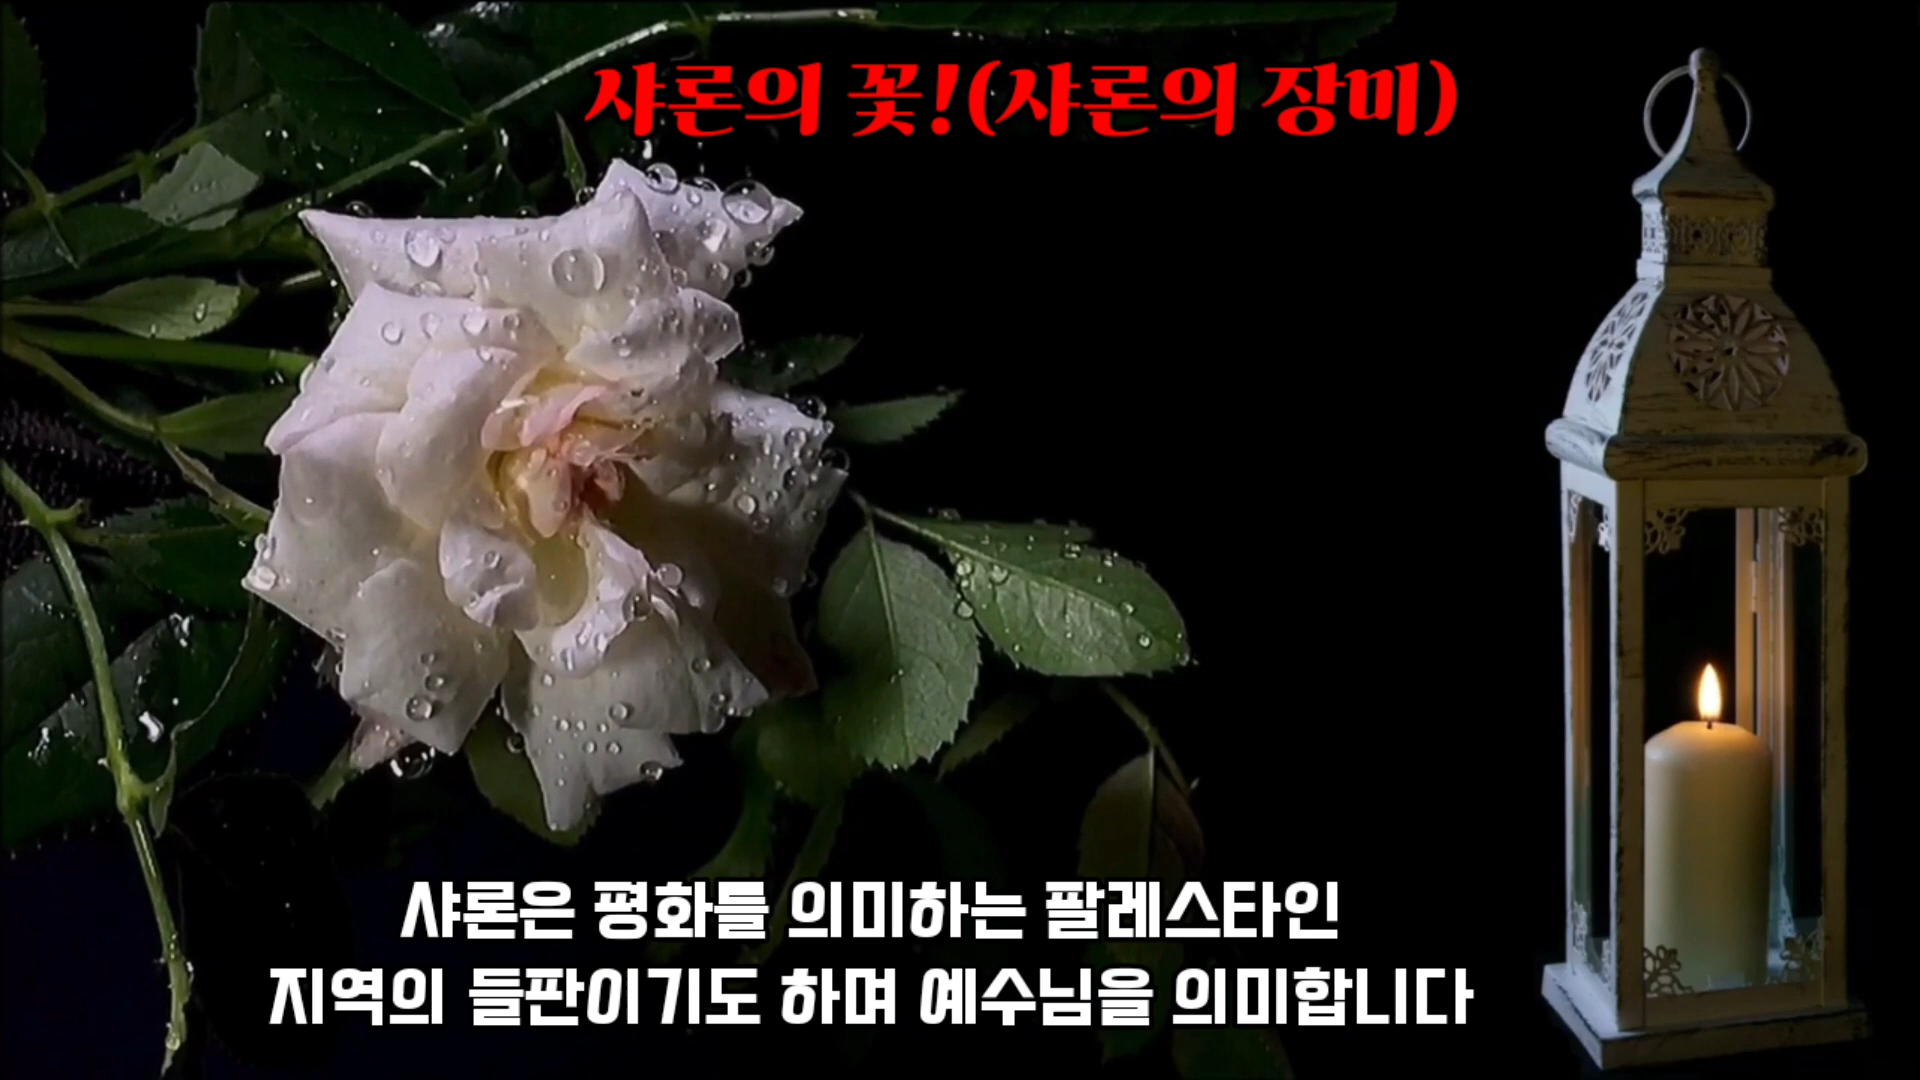 샤론의 꽃!(샤론의 장미)
샤론은 평화를 의미하는 팔레스타인
지역의 들판이기도 하며 예수님을 의미합니다